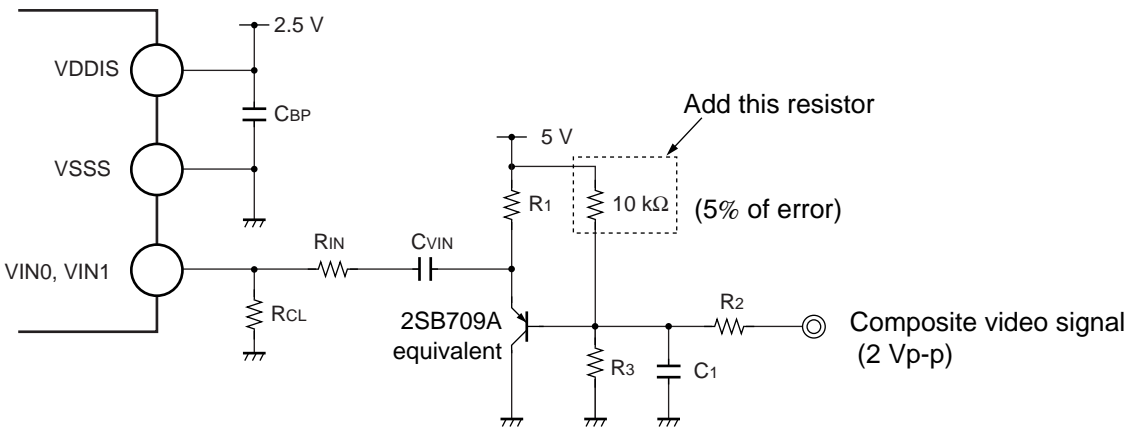 2.5 V
VDDIS
CBP
VSSS
Add this resistor
5 V
R1
10 kΩ
(5% of error)
RIN
CVIN
VIN0, VIN1
RCL
2SB709A
equivalent
R2
R3
C1
Composite video signal
(2 Vp-p)